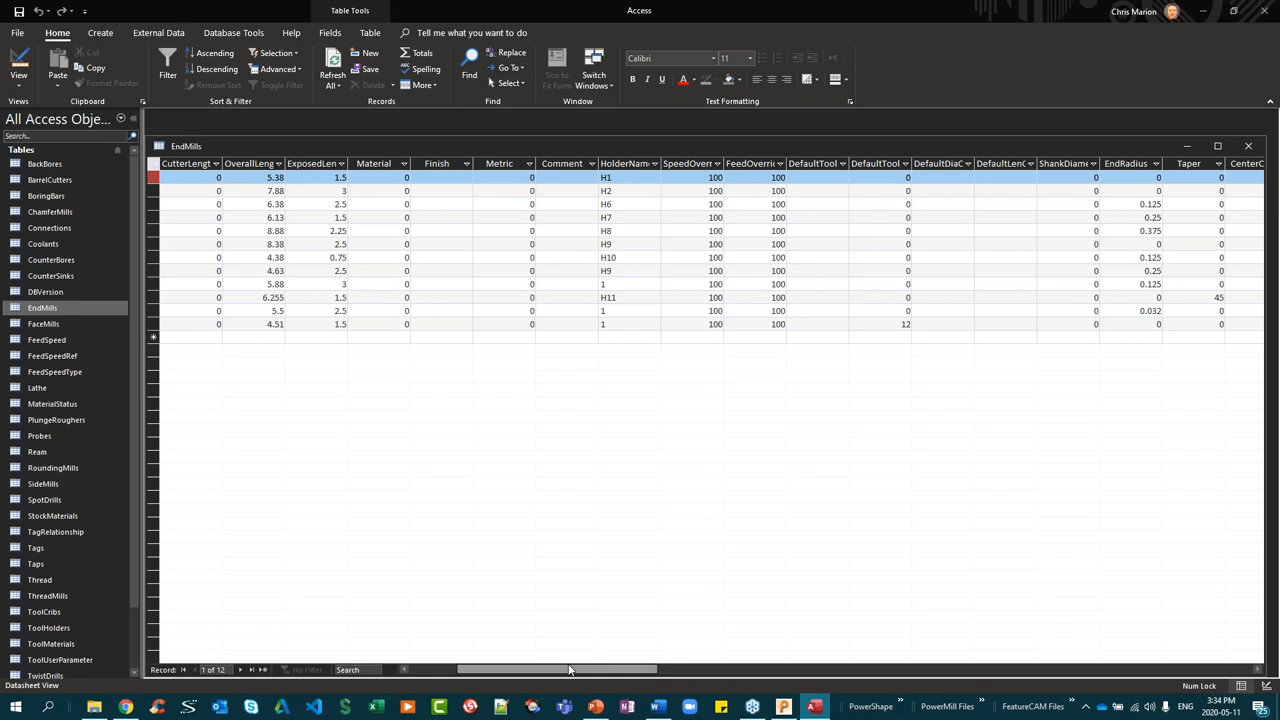 Table Tools
Access
Chris Marion
File Home Create External Data Database Tools Help Fields Table Tell me what you want to do
View
Views
Paste
Cut
Copy
Format Painter
Clipboard
Filter
Ascending
Descending
Remove Sort
Selection
Advanced
Toggle Filter
Sort & Filter
Refresh All
New
Save
Delete
Totals
Spelling
More
Records
Find
Replace
Go To
Select
Find
Size to Fit Form
Switch Windows
Window
Calibri 11
B I U A
Text Formatting
All Access Obje...
Search...
Tables
BackBores
BarrelCutters
BoringBars
ChamferMills
Connections
Coolants
CounterBores
CounterSinks
DBVersion
EndMills
FaceMills
FeedSpeed
FeedSpeedRef
FeedSpeedType
Lathe
MaterialStatus
PlungeRoughers
Probes
Ream
RoundingMills
SideMills
SpotDrills
StockMaterials
TagRelationship
Tags
Taps
Thread
ThreadMills
ToolCribs
ToolHolders
ToolMaterials
ToolUserParameter
TwistDrills
EndMills
CutterLengt OverallLeng ExposedLen Material Finish Metric Comment HolderName SpeedOverr FeedOverric DefaultTool DefaultTool DefaultDiaC DefaultLenC ShankDiame EndRadius Taper CenterC
0 5.38 1.5 0 0 H1 100 100 0 0 0 0
0 7.88 3 0 0 H2 100 100 0 0 0 0
0 6.38 2.5 0 0 H6 100 100 0 0 0.125 0
0 6.13 1.5 0 0 H7 100 100 0 0 0.25 0
0 8.88 2.25 0 0 H8 100 100 0 0 0.375 0
0 8.38 2.5 0 0 H9 100 100 0 0 0 0
0 4.38 0.75 0 0 H10 100 100 0 0 0.125 0
0 4.63 2.5 0 0 H9 100 100 0 0 0.25 0
0 5.88 3 0 0 1 100 100 0 0 0.125 0
0 6.255 1.5 0 0 H11 100 100 0 0 0 45
0 5.5 2.5 0 0 1 100 100 0 0 0.032 0
0 4.51 1.5 0 0 1 100 100 12 0 0 0
Record: 1 of 12 No Filter Search
Datasheet View
Num Lock
PowerShape PowerMill Files FeatureCAM Files ENG
3:34 PM
2020-05-11
25